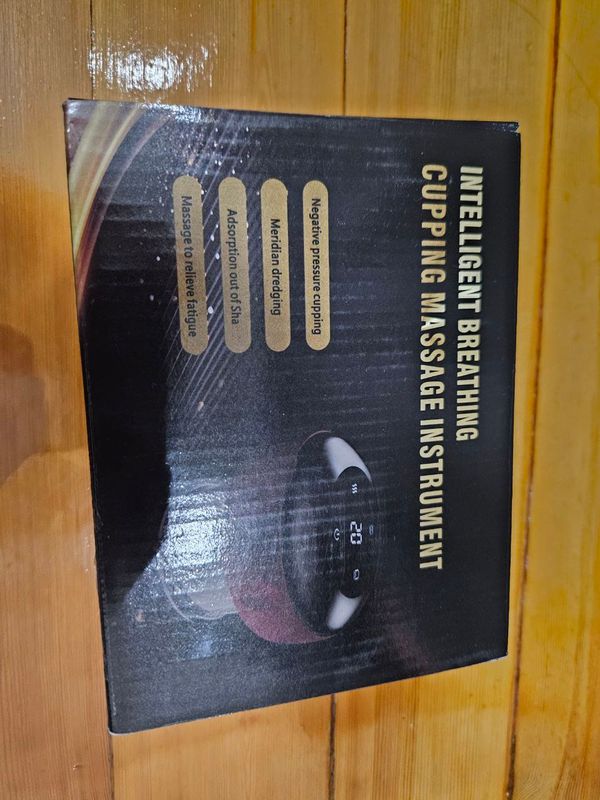 INTELLIGENT BREATHING
CUPPING MASSAGE INSTRUMENT
Negative pressure cupping
Meridian dredging
Adsorption out of Sha
Massage to relieve fatigue
20